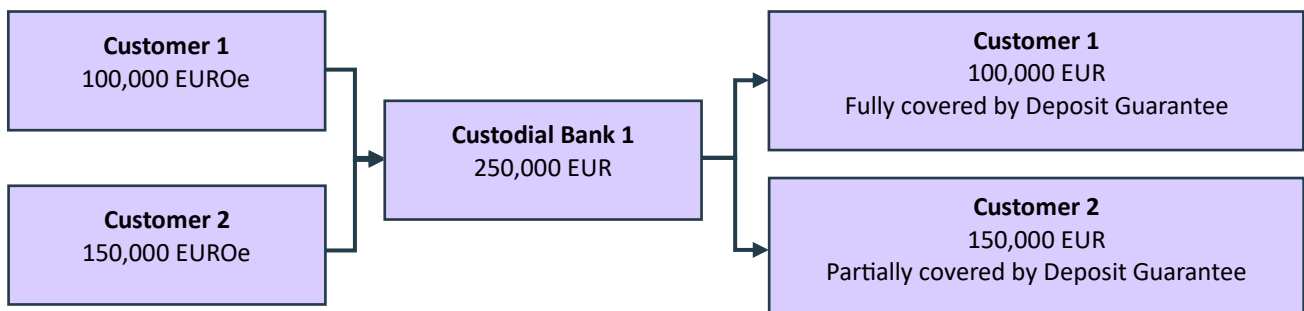 Customer 1
100,000 EUROe
Customer 2
150,000 EUROe
Custodial Bank 1
250,000 EUR
Customer 1
100,000 EUR
Fully covered by Deposit Guarantee
Customer 2
150,000 EUR
Partially covered by Deposit Guarantee